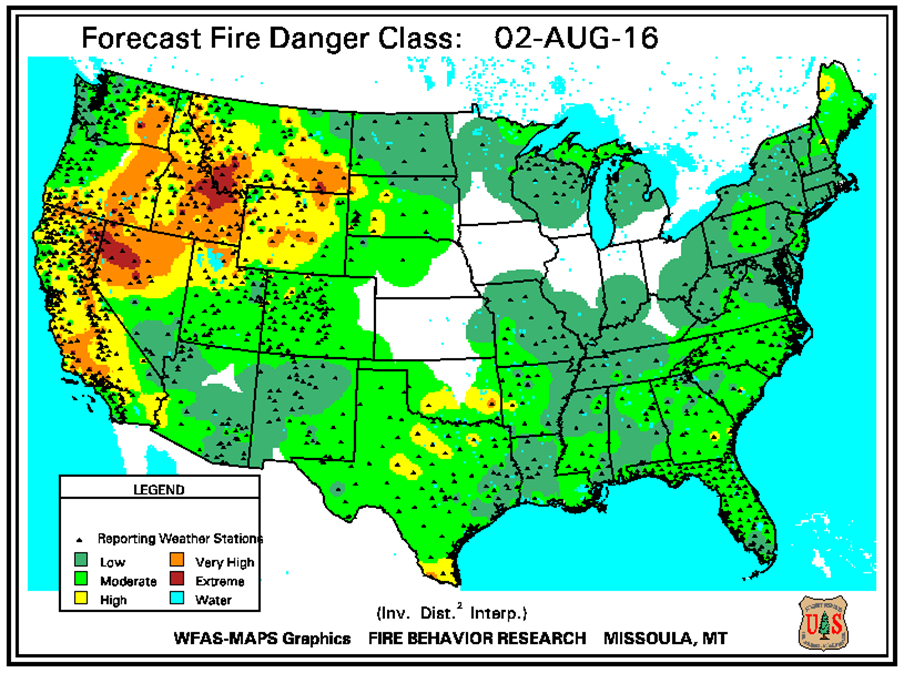 Forecast Fire Danger Class: 02-AUG-16
LEGEND
Reporting Weather Stations
Low
Very High
Moderate
Extreme
High
Water
(Inv. Dist.2 Interp.)
WFAS-MAPS Graphics FIRE BEHAVIOR RESEARCH MISSOULA, MT
U S